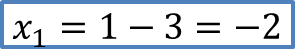 x₁ = 1 − 3 = −2